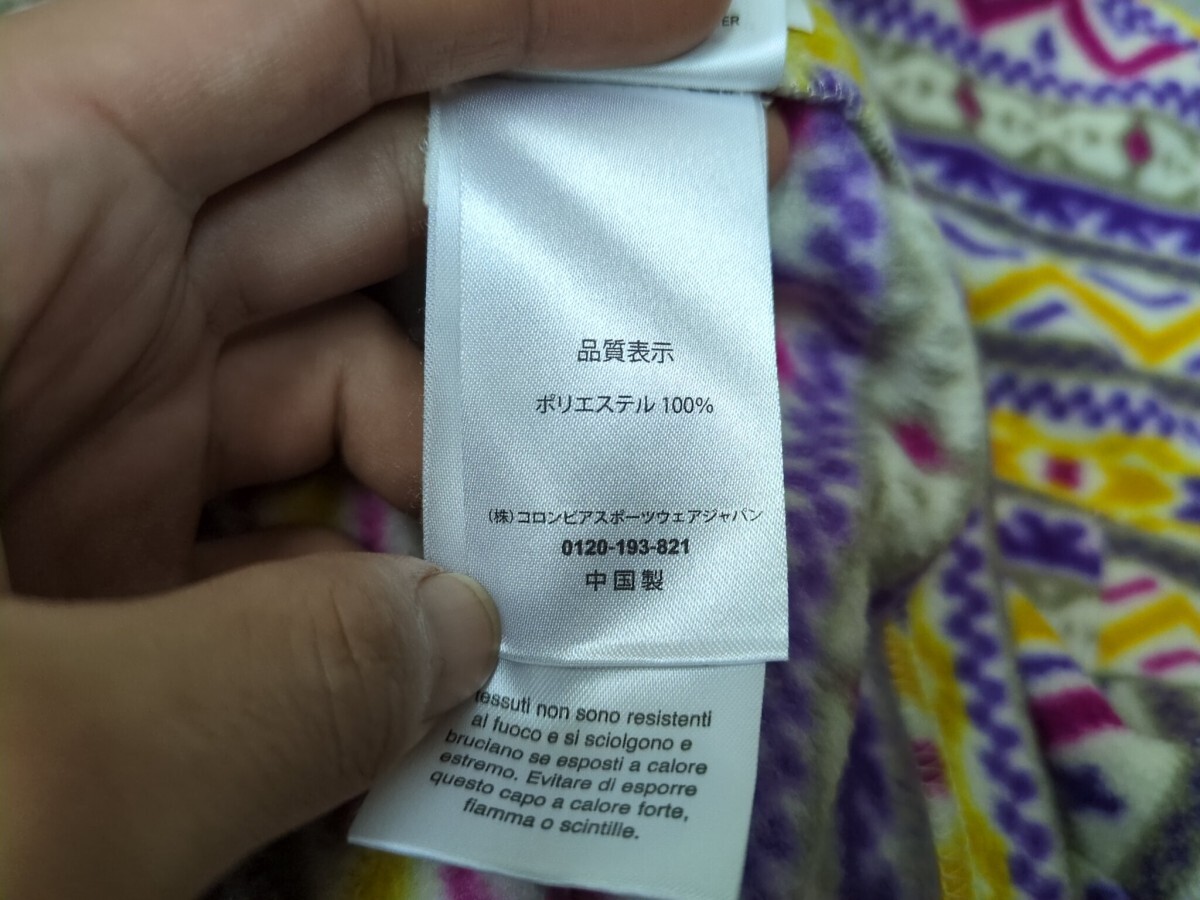 ER
品質表示
ポリエステル 100%
(株)コロンビアスポーツウェアジャパン
0120-193-821
中国製
tessuti non sono resistenti
al fuoco e si sciolgono e
bruciano se esposti a calore
estremo. Evitare di esporre
questo capo a calore forte,
fiamma o scintille.